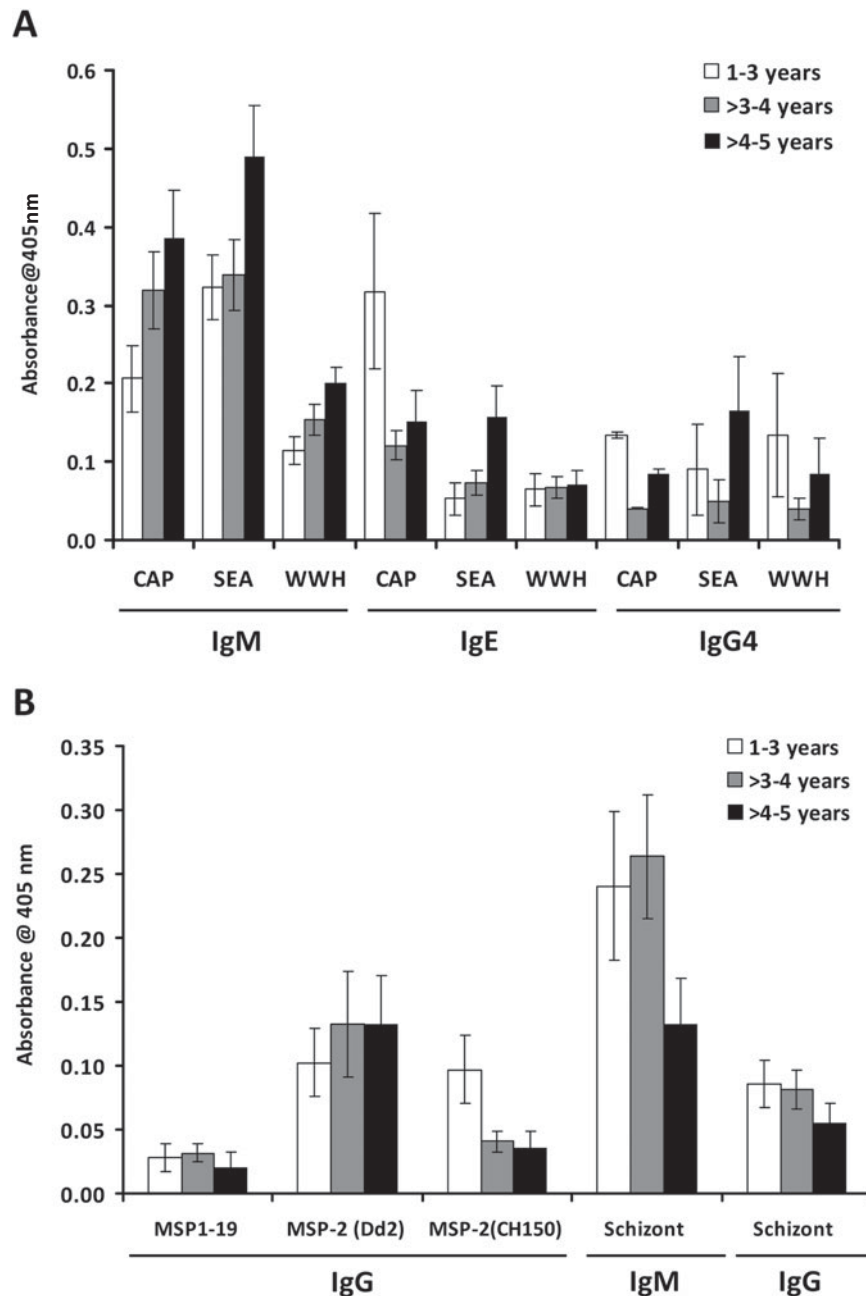 A
0.6
0.5
0.4
0.3
0.2
0.1
0.0
Absorbance@405nm
1-3 years
>3-4 years
>4-5 years
CAP SEA WWH CAP SEA WWH CAP SEA WWH
IgM IgE IgG4
B
0.35
0.30
0.25
0.20
0.15
0.10
0.05
0.00
Absorbance @ 405 nm
1-3 years
>3-4 years
>4-5 years
MSP1-19 MSP-2 (Dd2) MSP-2(CH150) Schizont Schizont
IgG IgM IgG